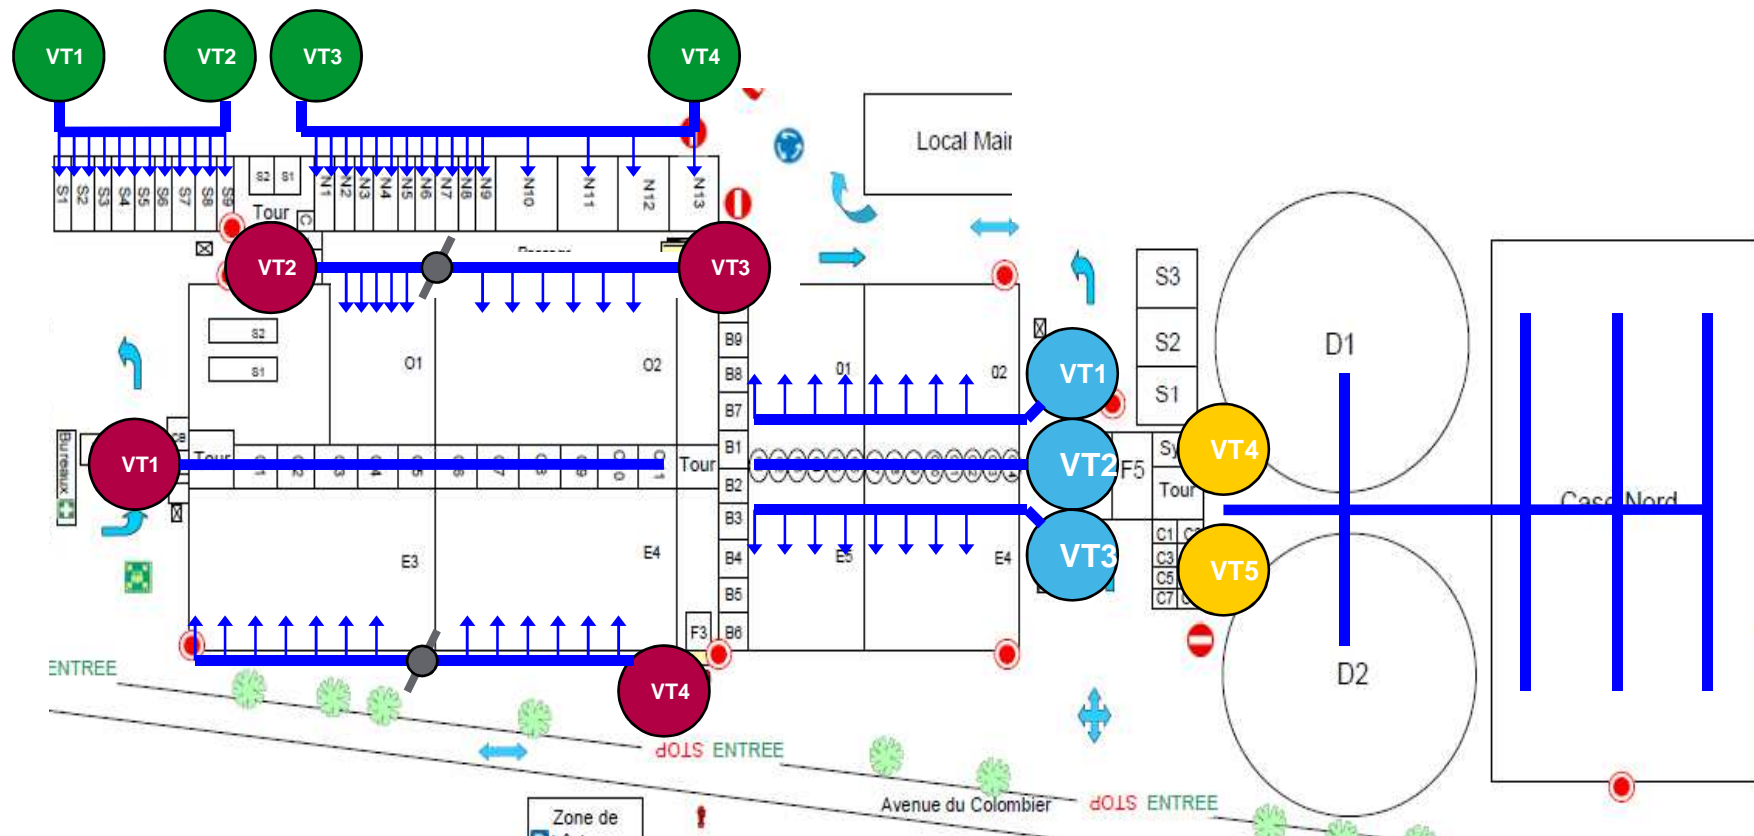 VT1 VT2 VT3 VT4
Local Mair
S1 S2 S3 S4 S5 S6 S7 S8 S9
S2 S1
N1 N2 N3 N4 N5 N6 N7 N8 N9 N10 N11 N12 N13
Tour C
VT2 VT3
S3
S2
S1
S2
S1
O1 O2
B9
B8
B7
B1
B2
B3
B4
B5
B6
01 02
VT1
D1
Bureaux
VT1
Tour
VT2
F5
Sy
Tour
VT4
Case Nord
E3 E4
E5 E4
VT3
C1
C3
C5
C7
VT5
F3
D2
VT4
ENTREE
STOP ENTREE
Avenue du Colombier
STOP ENTREE
Zone de